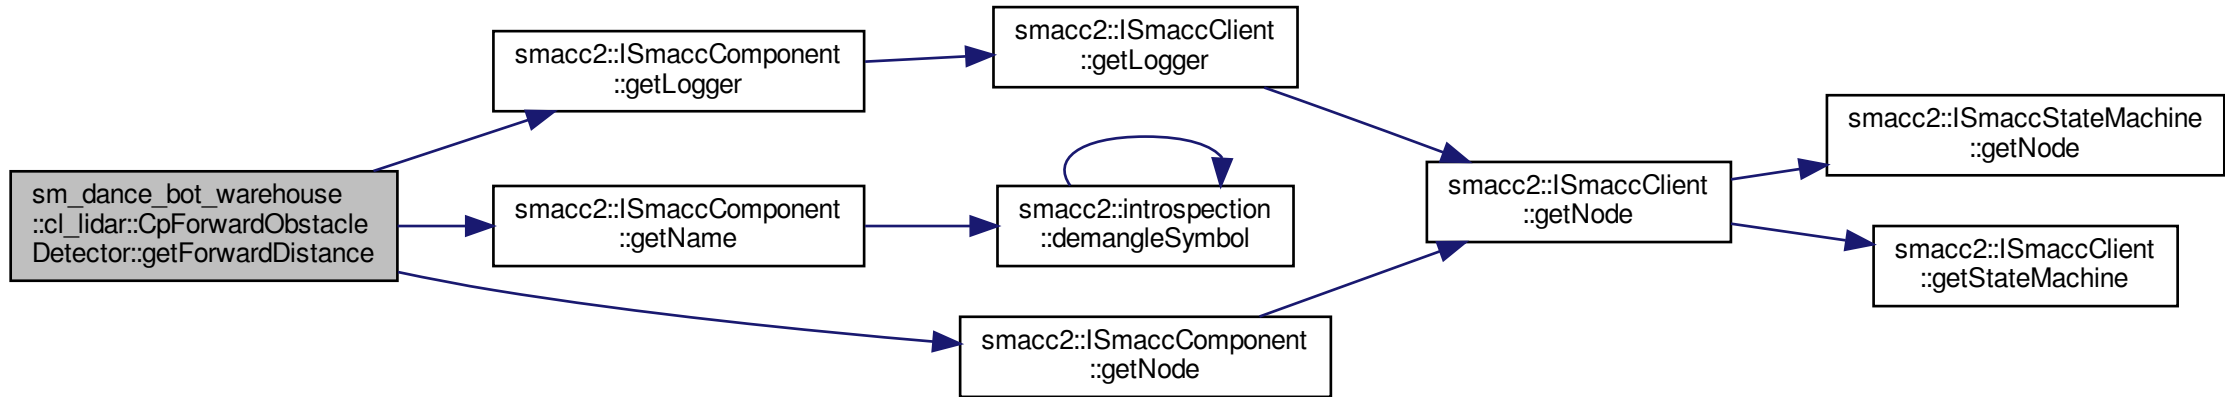 sm_dance_bot_warehouse
::cl_lidar::CpForwardObstacle
Detector::getForwardDistance
smacc2::ISmaccComponent
::getLogger
smacc2::ISmaccClient
::getLogger
smacc2::ISmaccComponent
::getName
smacc2::introspection
::demangleSymbol
smacc2::ISmaccComponent
::getNode
smacc2::ISmaccClient
::getNode
smacc2::ISmaccStateMachine
::getNode
smacc2::ISmaccClient
::getStateMachine